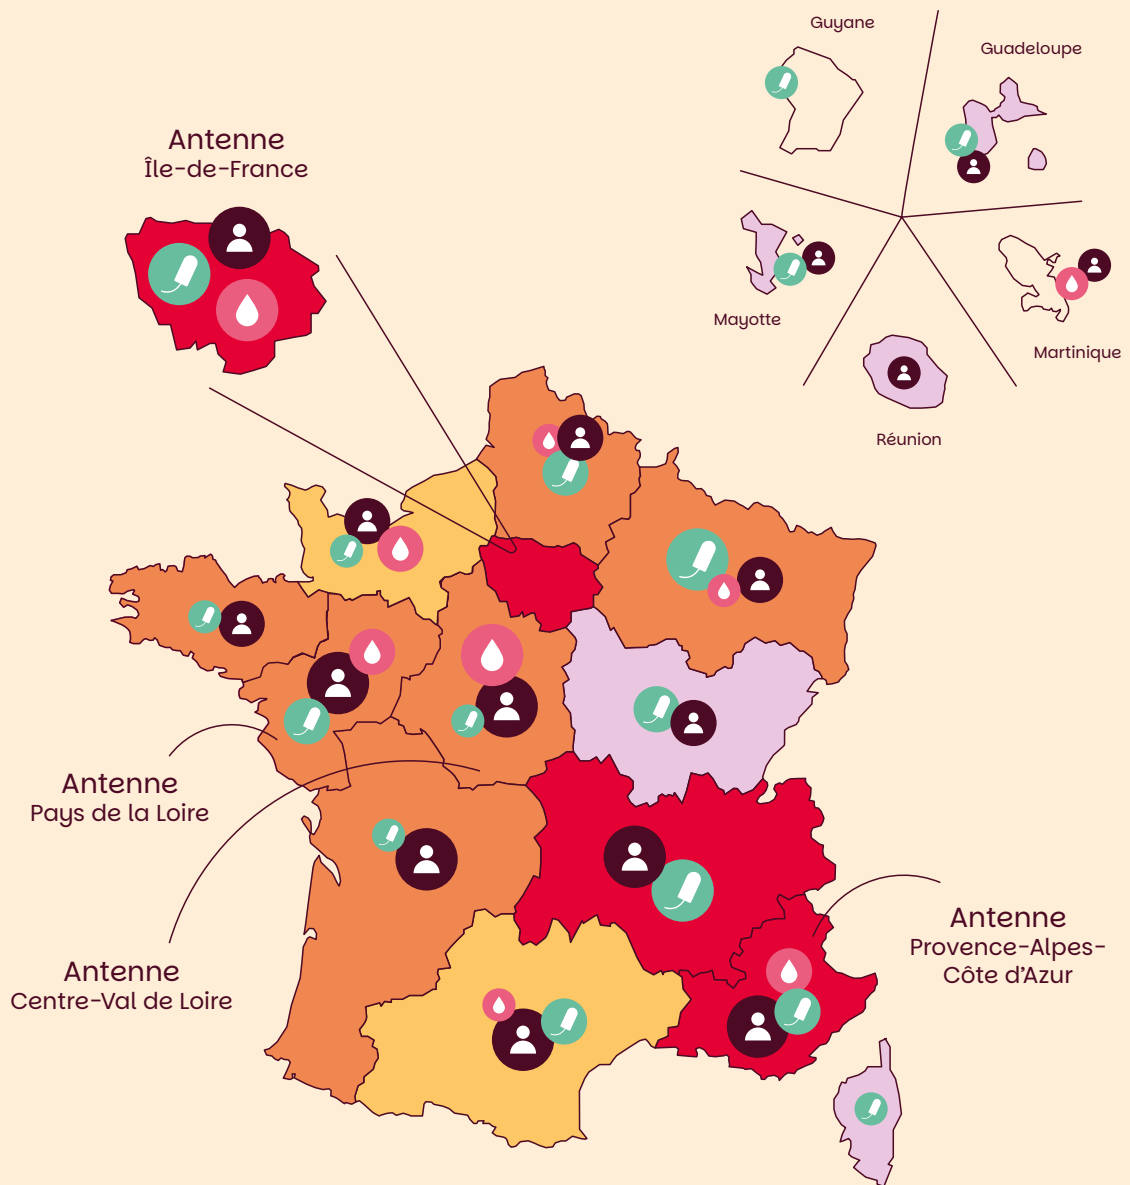 Guyane
Guadeloupe
Antenne
Île-de-France
Mayotte
Martinique
Réunion
Antenne
Pays de la Loire
Antenne
Provence-Alpes-
Côte d'Azur
Antenne
Centre-Val de Loire